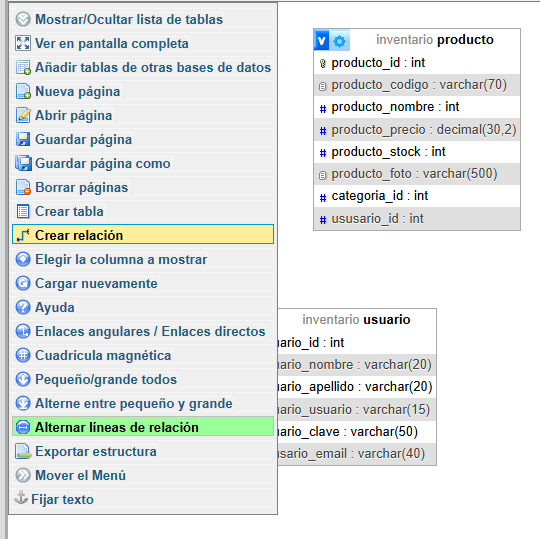 Mostrar/Ocultar lista de tablas
Ver en pantalla completa
Añadir tablas de otras bases de datos
Nueva página
Abrir página
Guardar página
Guardar página como
Borrar páginas
Crear tabla
Crear relación
Elegir la columna a mostrar
Cargar nuevamente
Ayuda
Enlaces angulares / Enlaces directos
Cuadrícula magnética
Pequeño/grande todos
Alterne entre pequeño y grande
Alternar líneas de relación
Exportar estructura
Mover el Menú
Fijar texto
V inventario producto
producto_id : int
producto_codigo : varchar(70)
# producto_nombre : int
# producto_precio : decimal(30,2)
# producto_stock : int
producto_foto : varchar(500)
# categoria_id : int
# ususario_id : int
inventario usuario
uario_id : int
uario_nombre : varchar(20)
uario_apellido : varchar(20)
uario_usuario : varchar(15)
uario_clave : varchar(50)
suario_email : varchar(40)